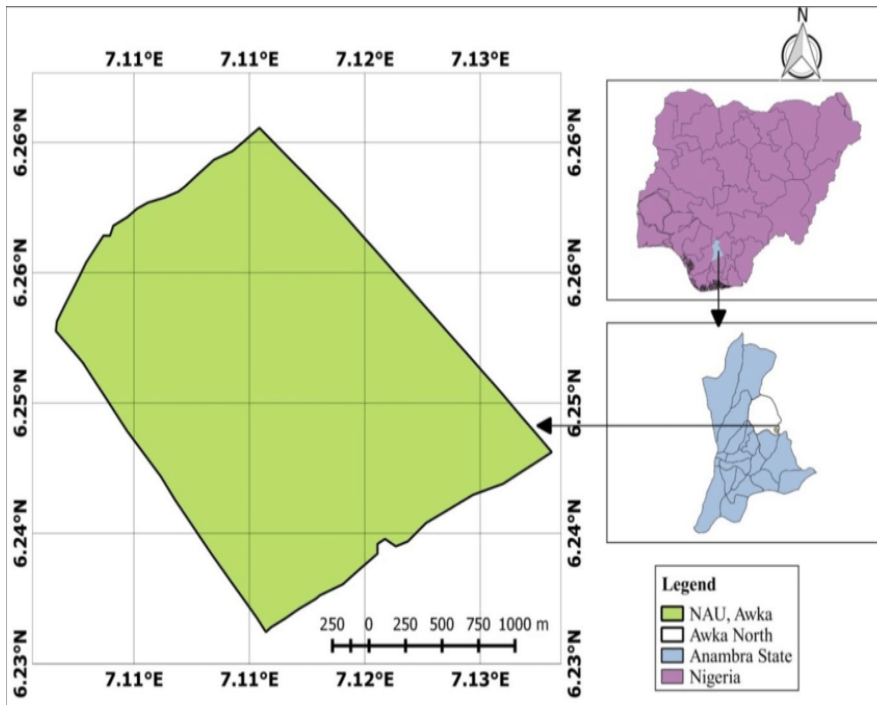 N
7.11°E 7.11°E 7.12°E 7.13°E
6.26°N 6.26°N
6.26°N 6.26°N
6.25°N 6.25°N
6.24°N 6.24°N
6.23°N 6.23°N
250 0 250 500 750 1000 m
7.11°E 7.11°E 7.12°E 7.13°E
Legend
NAU, Awka
Awka North
Anambra State
Nigeria